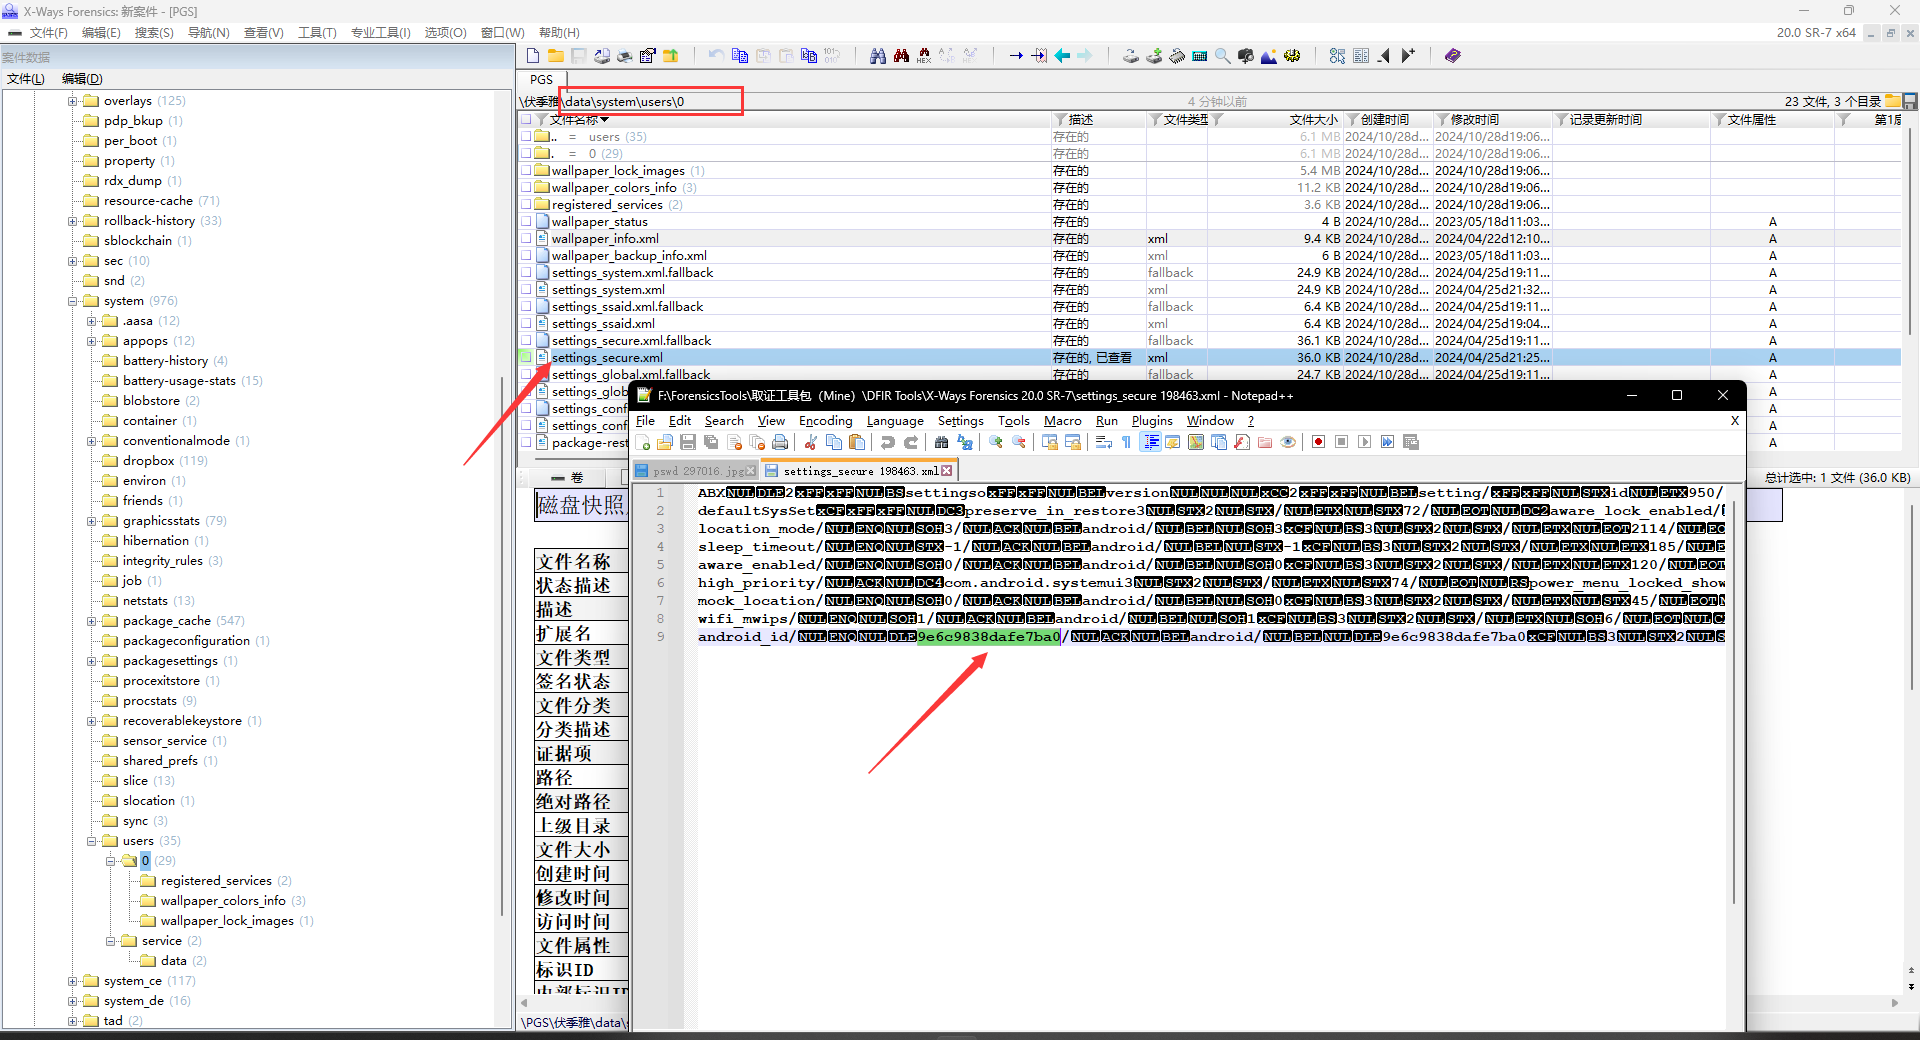 X-Ways Forensics: 新案件 - [PGS]
文件(F) 编辑(E) 搜索(S) 导航(N) 查看(V) 工具(T) 专业工具(I) 选项(O) 窗口(W) 帮助(H)
20.0 SR-7 x64
案件数据
文件(L) 编辑(D)
overlays (125)
pdp_bkup (1)
per_boot (1)
property (1)
rdx_dump (1)
resource-cache (71)
rollback-history (33)
sblockchain (1)
sec (10)
snd (2)
system (976)
.aasa (12)
appops (12)
battery-history (4)
battery-usage-stats (15)
blobstore (2)
container (1)
conventionalmode (1)
dropbox (119)
environ (1)
friends (1)
graphicsstats (79)
hibernation (1)
integrity_rules (3)
job (1)
netstats (13)
package_cache (547)
packageconfiguration (1)
packagesettings (1)
procexitstore (1)
procstats (9)
recoverablekeystore (1)
sensor_service (1)
shared_prefs (1)
slice (13)
slocation (1)
sync (3)
users (35)
0 (29)
registered_services (2)
wallpaper_colors_info (3)
wallpaper_lock_images (1)
service (2)
data (2)
system_ce (117)
system_de (16)
tad (2)
PGS
\伏季雅\data\system\users\0
4 分钟以前
23 文件, 3 个目录
文件名称 描述 文件类型 文件大小 创建时间 修改时间 记录更新时间 文件属性 第1扇
.. = users (35) 存在的 6.1 MB 2024/10/28d... 2024/10/28d19:06...
. = 0 (29) 存在的 6.1 MB 2024/10/28d... 2024/10/28d19:06...
wallpaper_lock_images (1) 存在的 5.4 MB 2024/10/28d... 2024/10/28d19:06...
wallpaper_colors_info (3) 存在的 11.2 KB 2024/10/28d... 2024/10/28d19:06...
registered_services (2) 存在的 3.6 KB 2024/10/28d... 2024/10/28d19:06...
wallpaper_status 存在的 4 B 2024/10/28d... 2023/05/18d11:03... A
wallpaper_info.xml 存在的 xml 9.4 KB 2024/10/28d... 2024/04/22d12:10... A
wallpaper_backup_info.xml 存在的 xml 6 B 2024/10/28d... 2023/05/18d11:03... A
settings_system.xml.fallback 存在的 fallback 24.9 KB 2024/10/28d... 2024/04/25d19:11... A
settings_system.xml 存在的 xml 24.9 KB 2024/10/28d... 2024/04/25d21:32... A
settings_ssaid.xml.fallback 存在的 fallback 6.4 KB 2024/10/28d... 2024/04/25d19:11... A
settings_ssaid.xml 存在的 xml 6.4 KB 2024/10/28d... 2024/04/25d19:04... A
settings_secure.xml.fallback 存在的 fallback 36.1 KB 2024/10/28d... 2024/04/25d19:11... A
settings_secure.xml 存在的, 已查看 xml 36.0 KB 2024/10/28d... 2024/04/25d21:25... A
settings_global.xml.fallback 存在的 fallback 24.7 KB 2024/10/28d... 2024/04/25d19:11... A
settings_glob A
settings_conf A
settings_conf A
package-rest A
卷
总计选中: 1 文件 (36.0 KB)
磁盘快照
文件名称
状态描述
描述
扩展名
文件类型
签名状态
文件分类
分类描述
证据项
路径
绝对路径
上级目录
文件大小
创建时间
修改时间
访问时间
文件属性
标识ID
内部标识ID
\PGS\伏季雅\data\
F:\ForensicsTools\取证工具包（Mine）\DFIR Tools\X-Ways Forensics 20.0 SR-7\settings_secure 198463.xml - Notepad++
File Edit Search View Encoding Language Settings Tools Macro Run Plugins Window ? X
pswd 297016.jpg settings_secure 198463.xml
1 ABXNULDLE2xFFxFFNULBSsettingsoxFFxFFNULBELversionNULNULNULxCC2xFFxFFNULBELsetting/xFFxFFNULSTXidNULETX950/
2 defaultSysSetxCFxFFxFFNULDC3preserve_in_restore3NULSTX2NULSTX/NULETXNULSTX72/NULEOTNULDC2aware_lock_enabled/
3 location_mode/NULENQNULSOH3/NULACKNULBELandroid/NULBELNULSOH3xCFNULBS3NULSTX2NULSTX/NULETXNULEOT2114/NULEO
4 sleep_timeout/NULENQNULSTX-1/NULACKNULBELandroid/NULBELNULSTX-1xCFNULBS3NULSTX2NULSTX/NULETXNULETX185/NULE
5 aware_enabled/NULENQNULSOH0/NULACKNULBELandroid/NULBELNULSOH0xCFNULBS3NULSTX2NULSTX/NULETXNULETX120/NULEOT
6 high_priority/NULACKNULDC4com.android.systemui3NULSTX2NULSTX/NULETXNULSTX74/NULEOTNULRSpower_menu_locked_show
7 mock_location/NULENQNULSOH0/NULACKNULBELandroid/NULBELNULSOH0xCFNULBS3NULSTX2NULSTX/NULETXNULSTX45/NULEOTN
8 wifi_mwips/NULENQNULSOH1/NULACKNULBELandroid/NULBELNULSOH1xCFNULBS3NULSTX2NULSTX/NULETXNULSOH6/NULEOTNULC
9 android_id/NULENQNULDLE9e6c9838dafe7ba0/NULACKNULBELandroid/NULBELNULDLE9e6c9838dafe7ba0xCFNULBS3NULSTX2NULS